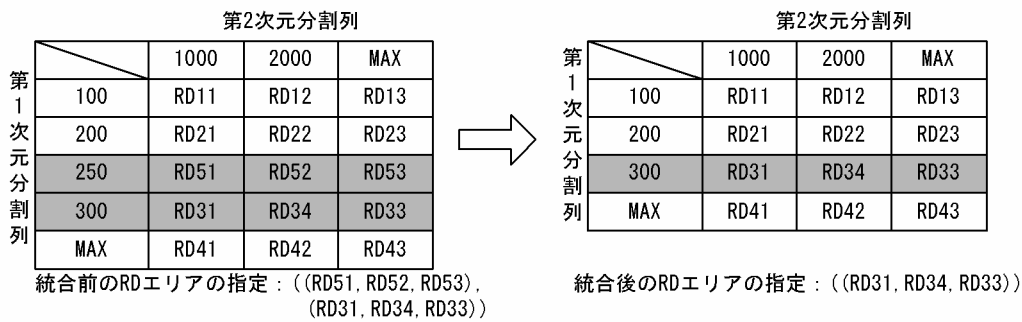 第2次元分割列
第1次元分割列
1000 2000 MAX
100 RD11 RD12 RD13
200 RD21 RD22 RD23
250 RD51 RD52 RD53
300 RD31 RD34 RD33
MAX RD41 RD42 RD43
統合前のRDエリアの指定：((RD51,RD52,RD53),
(RD31,RD34,RD33))
第2次元分割列
第1次元分割列
1000 2000 MAX
100 RD11 RD12 RD13
200 RD21 RD22 RD23
300 RD31 RD34 RD33
MAX RD41 RD42 RD43
統合後のRDエリアの指定：((RD31,RD34,RD33))